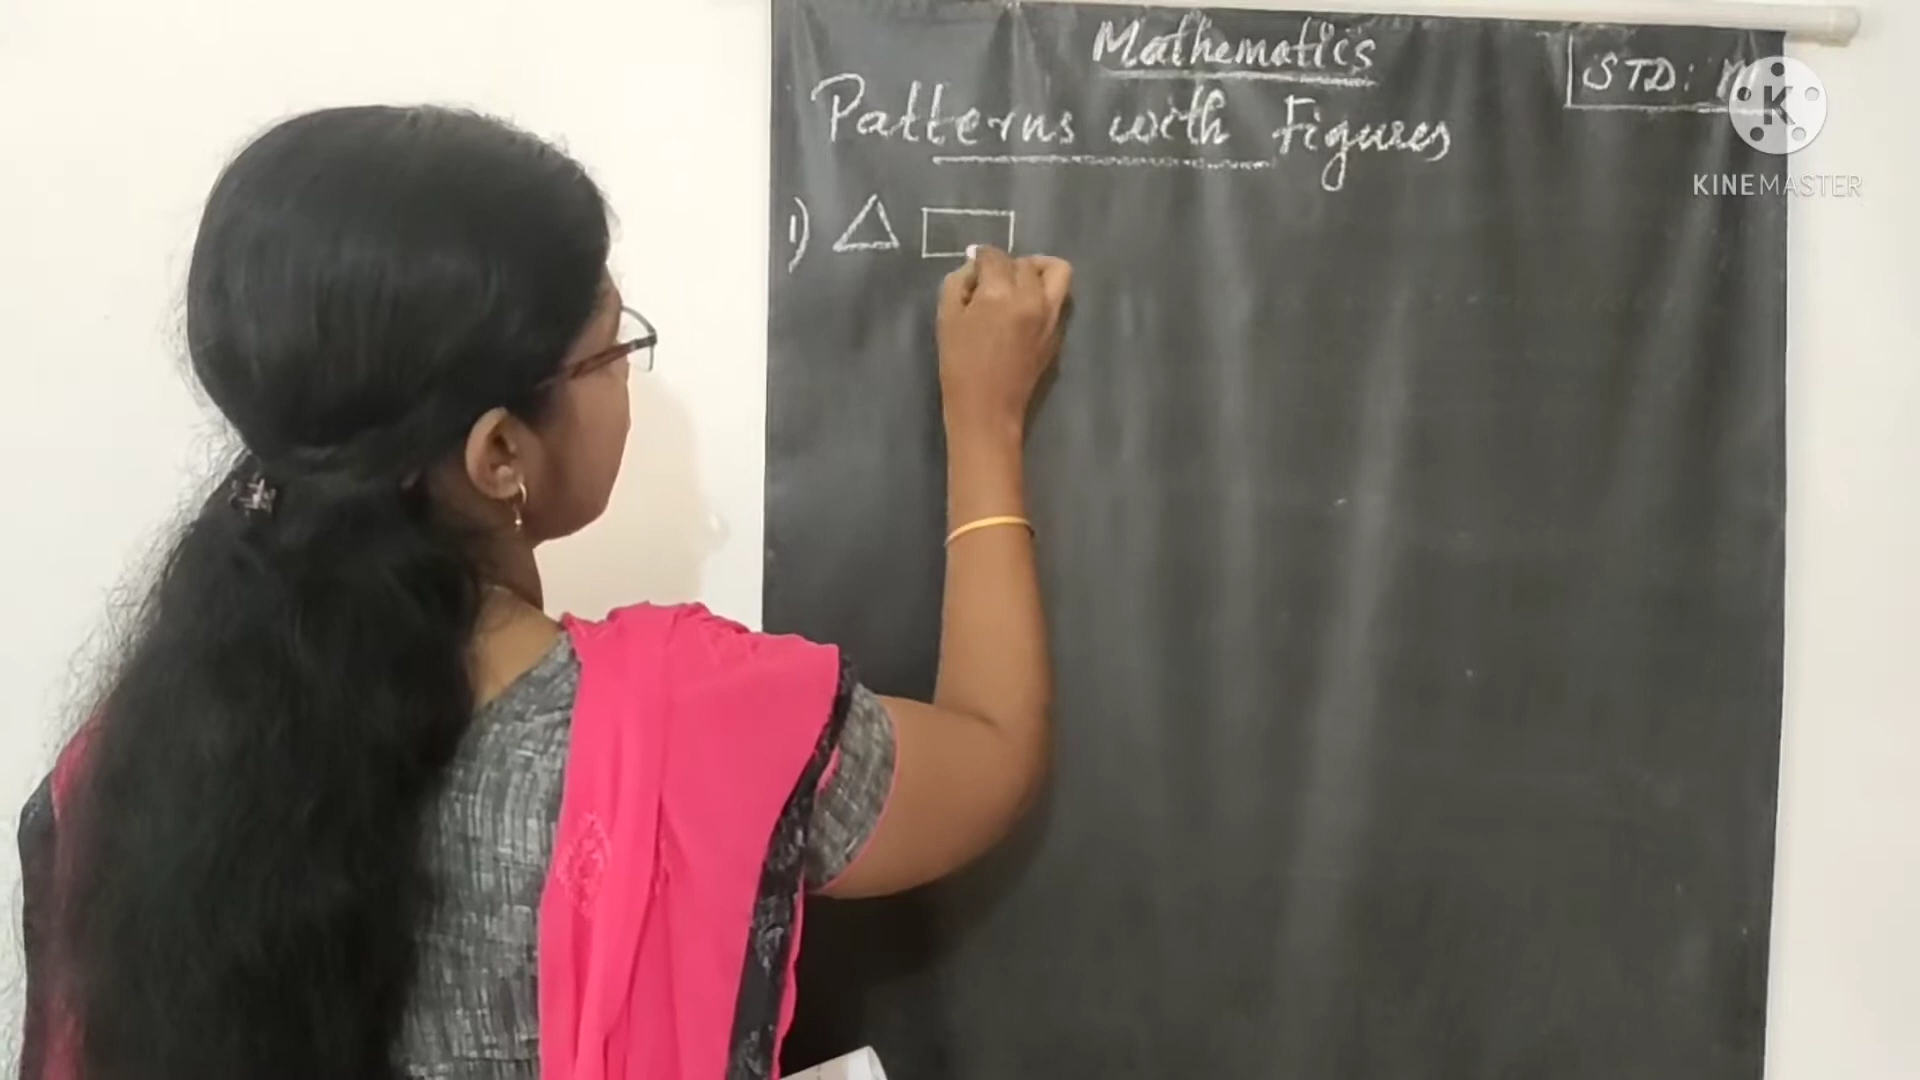 Mathematics
STD:
Patterns with Figures
1)
K
KINEMASTER